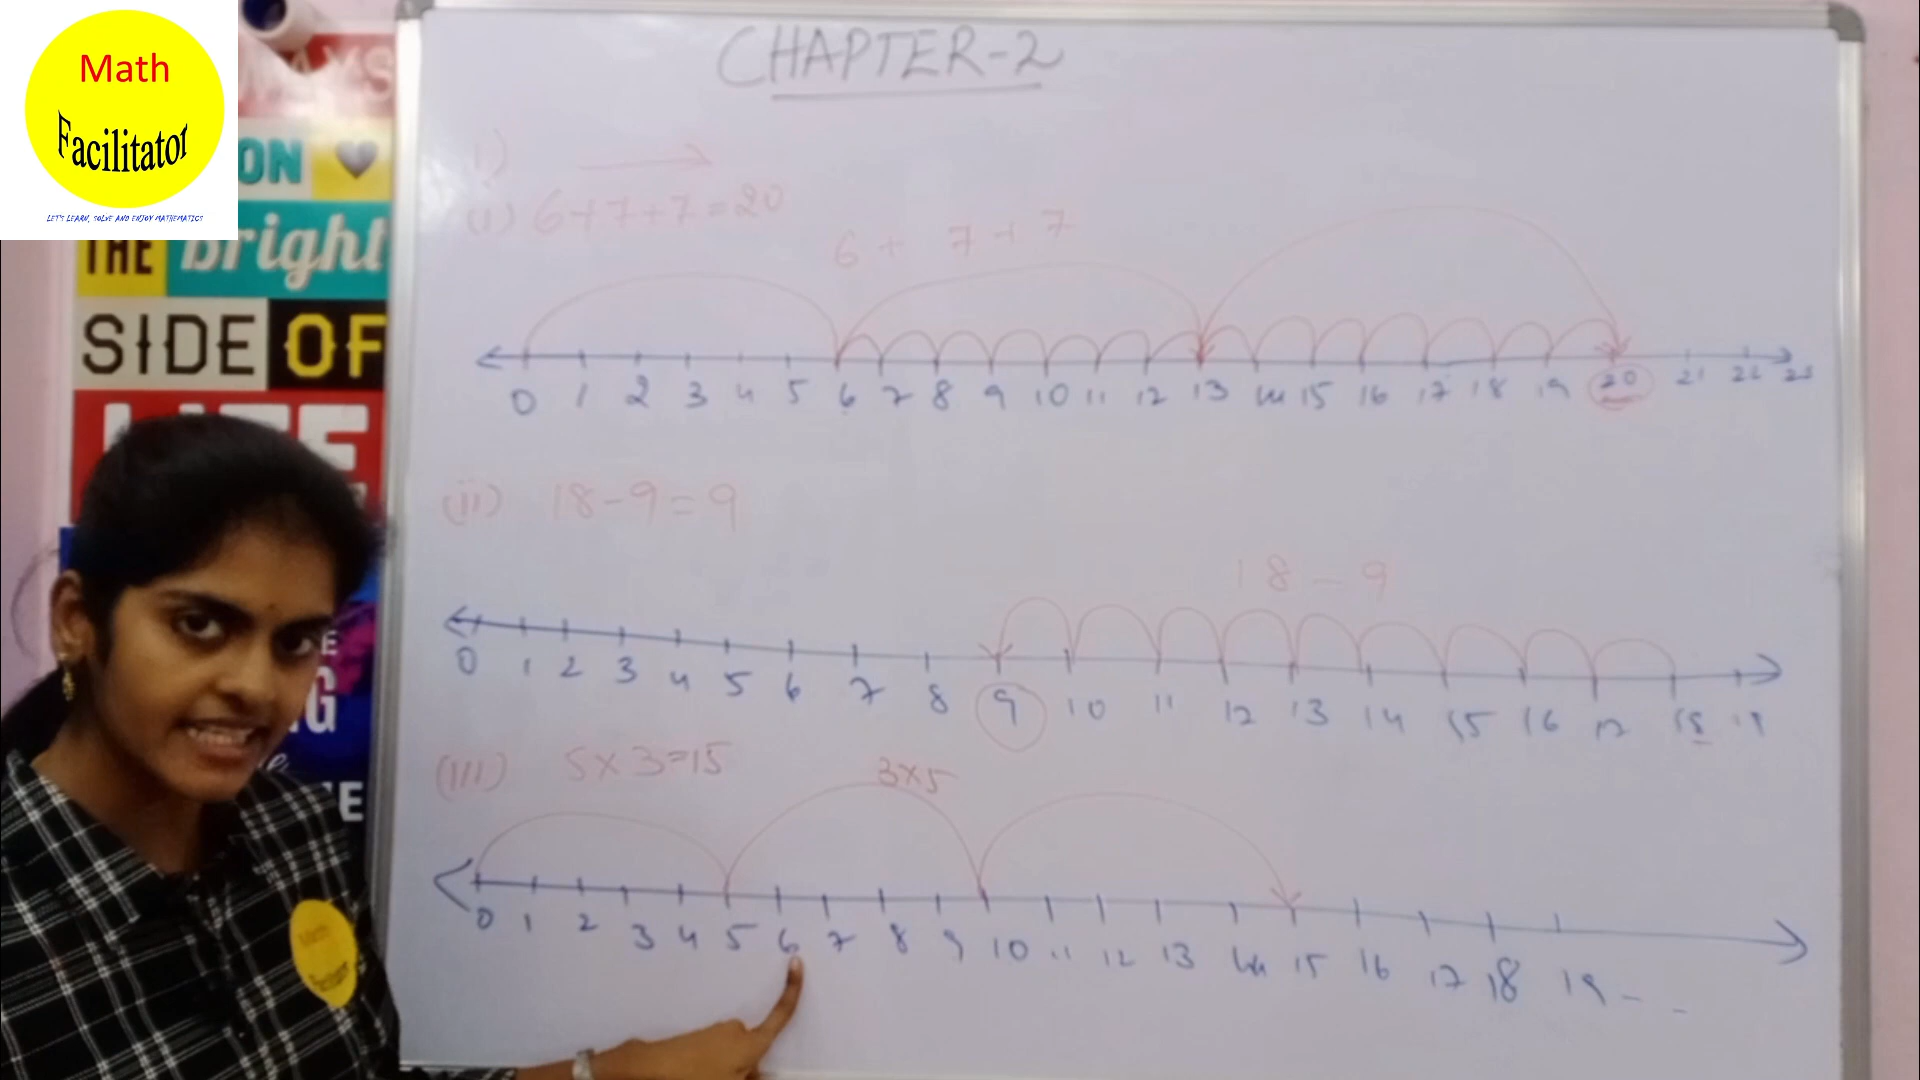 Math
Facilitator
LET'S LEARN, SOLVE AND ENJOY MATHEMATICS
ON
THE Bright
SIDE OF
CHAPTER-2
1)
(i) 6+7+7=20
6 + 7 + 7
0 1 2 3 4 5 6 7 8 9 10 11 12 13 14 15 16 17 18 19 20 21 22 23
(ii) 18-9=9
18 - 9
0 1 2 3 4 5 6 7 8 9 10 11 12 13 14 15 16 17 18 19
(iii) 5x3=15
3x5
0 1 2 3 4 5 6 7 8 9 10 11 12 13 14 15 16 17 18 19 - -